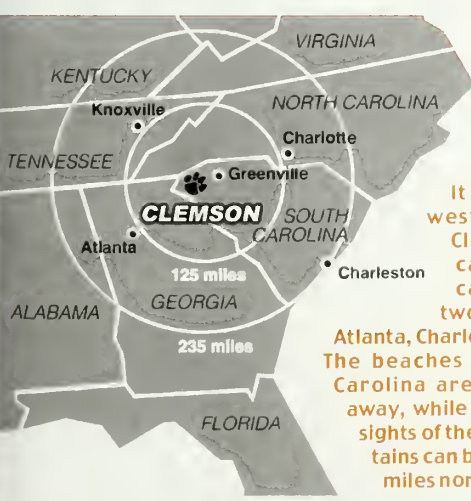 VIRGINIA
KENTUCKY
Knoxville
NORTH CAROLINA
Charlotte
TENNESSEE
Greenville
CLEMSON
SOUTH
CAROLINA
Atlanta
125 miles
Charleston
ALABAMA
GEORGIA
235 miles
FLORIDA
It
west
Cl
ca
ca
two
Atlanta, Charle
The beaches
Carolina are
away, while
sights of the
tains can b
miles nor